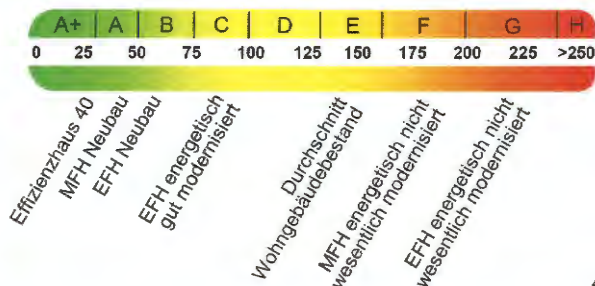 A+ A B C D E F G H
0 25 50 75 100 125 150 175 200 225 >250
Effizienzhaus 40
MFH Neubau
EFH Neubau
EFH energetisch
gut modernisiert
Durchschnitt
Wohngebäudebestand
MFH energetisch nicht
wesentlich modernisiert
EFH energetisch nicht
wesentlich modernisiert